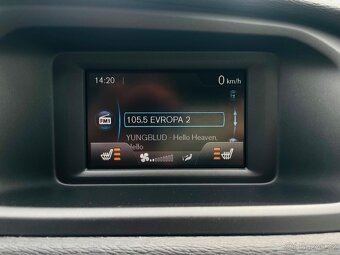 14:20
0 km/h
FM1
105.5 EVROPA 2
YUNGBLUD - Hello Heaven,
Hello